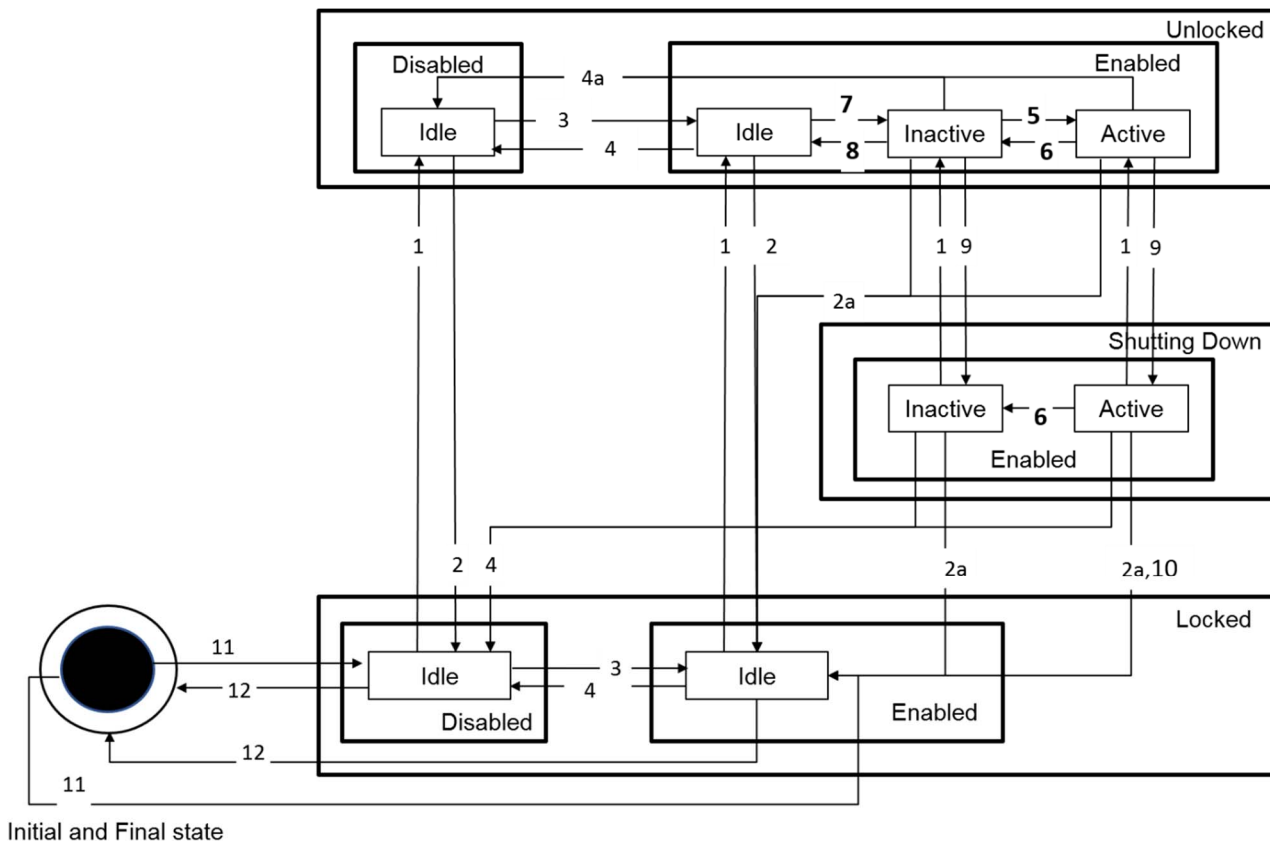 Unlocked
Disabled
Enabled
4a
Idle
3
4
Idle
7
8
Inactive
5
6
Active
1
1
2
1
9
1
9
2a
Shutting Down
Inactive
6
Active
Enabled
2
4
2a
2a,10
Locked
11
12
Idle
3
4
Idle
Disabled
Enabled
12
11
Initial and Final state